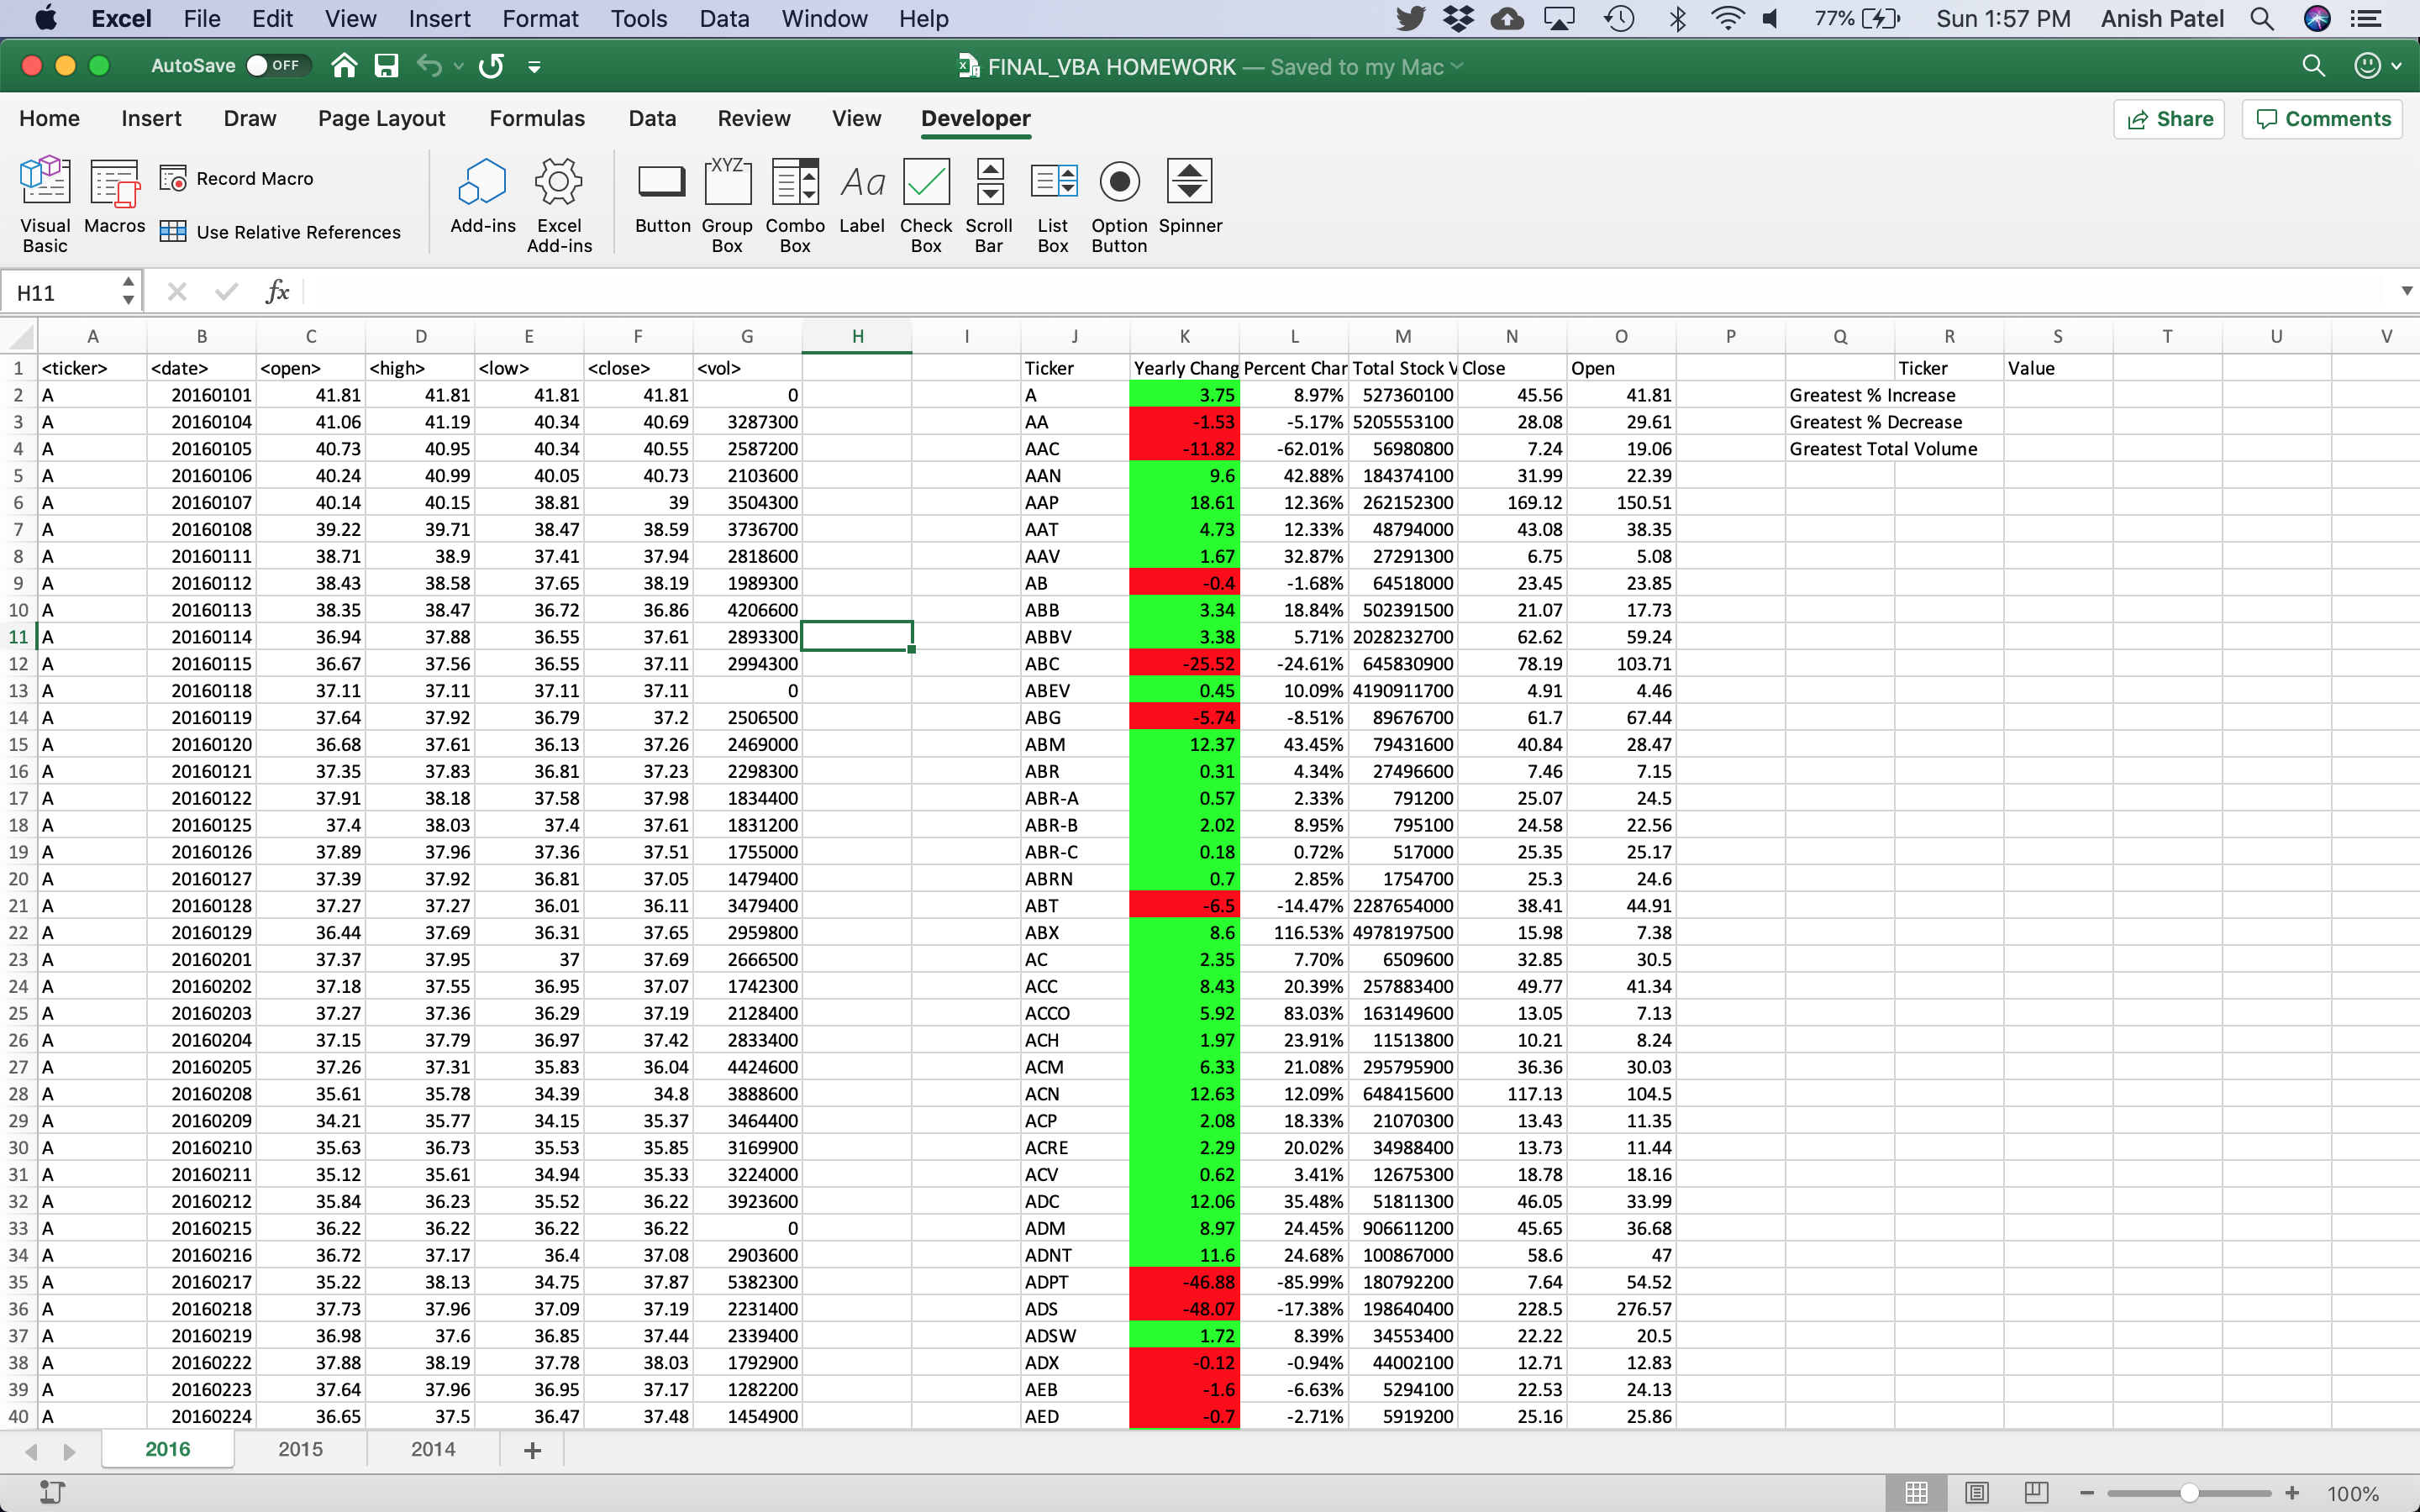 Excel File Edit View Insert Format Tools Data Window Help 77% Sun 1:57 PM Anish Patel
AutoSave OFF FINAL_VBA HOMEWORK — Saved to my Mac
Home Insert Draw Page Layout Formulas Data Review View Developer Share Comments
Record Macro XYZ Aa
Visual Basic Macros Use Relative References Add-ins Excel Add-ins Button Group Box Combo Box Label Check Box Scroll Bar List Box Option Button Spinner
H11 fx
A B C D E F G H I J K L M N O P Q R S T U V
1 <ticker> <date> <open> <high> <low> <close> <vol> Ticker Yearly Chang Percent Char Total Stock V Close Open Ticker Value
2 A 20160101 41.81 41.81 41.81 41.81 0 A 3.75 8.97% 527360100 45.56 41.81 Greatest % Increase
3 A 20160104 41.06 41.19 40.34 40.69 3287300 AA -1.53 -5.17% 5205553100 28.08 29.61 Greatest % Decrease
4 A 20160105 40.73 40.95 40.34 40.55 2587200 AAC -11.82 -62.01% 56980800 7.24 19.06 Greatest Total Volume
5 A 20160106 40.24 40.99 40.05 40.73 2103600 AAN 9.6 42.88% 184374100 31.99 22.39
6 A 20160107 40.14 40.15 38.81 39 3504300 AAP 18.61 12.36% 262152300 169.12 150.51
7 A 20160108 39.22 39.71 38.47 38.59 3736700 AAT 4.73 12.33% 48794000 43.08 38.35
8 A 20160111 38.71 38.9 37.41 37.94 2818600 AAV 1.67 32.87% 27291300 6.75 5.08
9 A 20160112 38.43 38.58 37.65 38.19 1989300 AB -0.4 -1.68% 64518000 23.45 23.85
10 A 20160113 38.35 38.47 36.72 36.86 4206600 ABB 3.34 18.84% 502391500 21.07 17.73
11 A 20160114 36.94 37.88 36.55 37.61 2893300 ABBV 3.38 5.71% 2028232700 62.62 59.24
12 A 20160115 36.67 37.56 36.55 37.11 2994300 ABC -25.52 -24.61% 645830900 78.19 103.71
13 A 20160118 37.11 37.11 37.11 37.11 0 ABEV 0.45 10.09% 4190911700 4.91 4.46
14 A 20160119 37.64 37.92 36.79 37.2 2506500 ABG -5.74 -8.51% 89676700 61.7 67.44
15 A 20160120 36.68 37.61 36.13 37.26 2469000 ABM 12.37 43.45% 79431600 40.84 28.47
16 A 20160121 37.35 37.83 36.81 37.23 2298300 ABR 0.31 4.34% 27496600 7.46 7.15
17 A 20160122 37.91 38.18 37.58 37.98 1834400 ABR-A 0.57 2.33% 791200 25.07 24.5
18 A 20160125 37.4 38.03 37.4 37.61 1831200 ABR-B 2.02 8.95% 795100 24.58 22.56
19 A 20160126 37.89 37.96 37.36 37.51 1755000 ABR-C 0.18 0.72% 517000 25.35 25.17
20 A 20160127 37.39 37.92 36.81 37.05 1479400 ABRN 0.7 2.85% 1754700 25.3 24.6
21 A 20160128 37.27 37.27 36.01 36.11 3479400 ABT -6.5 -14.47% 2287654000 38.41 44.91
22 A 20160129 36.44 37.69 36.31 37.65 2959800 ABX 8.6 116.53% 4978197500 15.98 7.38
23 A 20160201 37.37 37.95 37 37.69 2666500 AC 2.35 7.70% 6509600 32.85 30.5
24 A 20160202 37.18 37.55 36.95 37.07 1742300 ACC 8.43 20.39% 257883400 49.77 41.34
25 A 20160203 37.27 37.36 36.29 37.19 2128400 ACCO 5.92 83.03% 163149600 13.05 7.13
26 A 20160204 37.15 37.79 36.97 37.42 2833400 ACH 1.97 23.91% 11513800 10.21 8.24
27 A 20160205 37.26 37.31 35.83 36.04 4424600 ACM 6.33 21.08% 295795900 36.36 30.03
28 A 20160208 35.61 35.78 34.39 34.8 3888600 ACN 12.63 12.09% 648415600 117.13 104.5
29 A 20160209 34.21 35.77 34.15 35.37 3464400 ACP 2.08 18.33% 21070300 13.43 11.35
30 A 20160210 35.63 36.73 35.53 35.85 3169900 ACRE 2.29 20.02% 34988400 13.73 11.44
31 A 20160211 35.12 35.61 34.94 35.33 3224000 ACV 0.62 3.41% 12675300 18.78 18.16
32 A 20160212 35.84 36.23 35.52 36.22 3923600 ADC 12.06 35.48% 51811300 46.05 33.99
33 A 20160215 36.22 36.22 36.22 36.22 0 ADM 8.97 24.45% 906611200 45.65 36.68
34 A 20160216 36.72 37.17 36.4 37.08 2903600 ADNT 11.6 24.68% 100867000 58.6 47
35 A 20160217 35.22 38.13 34.75 37.87 5382300 ADPT -46.88 -85.99% 180792200 7.64 54.52
36 A 20160218 37.73 37.96 37.09 37.19 2231400 ADS -48.07 -17.38% 198640400 228.5 276.57
37 A 20160219 36.98 37.6 36.85 37.44 2339400 ADSW 1.72 8.39% 34553400 22.22 20.5
38 A 20160222 37.88 38.19 37.78 38.03 1792900 ADX -0.12 -0.94% 44002100 12.71 12.83
39 A 20160223 37.64 37.96 36.95 37.17 1282200 AEB -1.6 -6.63% 5294100 22.53 24.13
40 A 20160224 36.65 37.5 36.47 37.48 1454900 AED -0.7 -2.71% 5919200 25.16 25.86
2016 2015 2014 +
100%